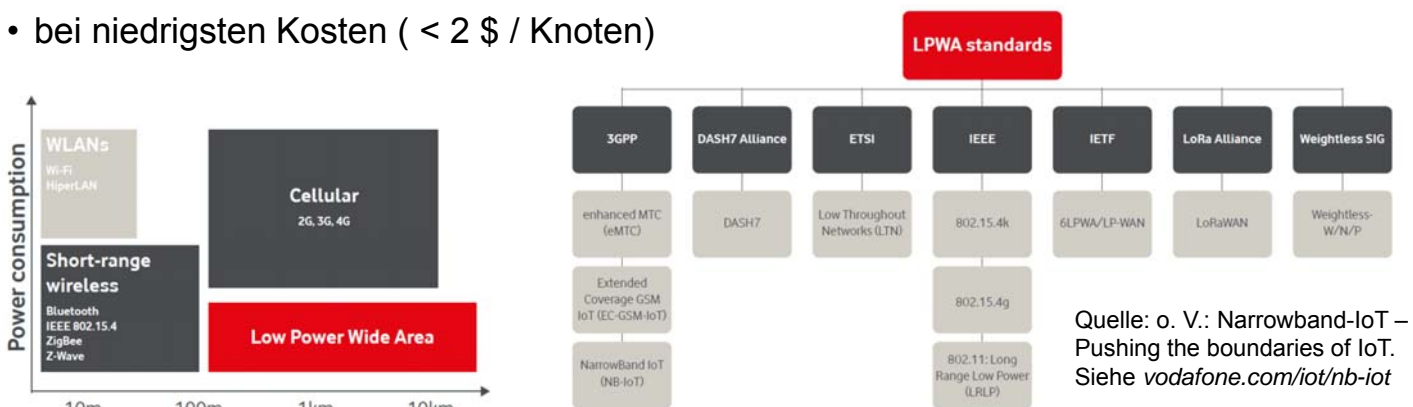 • bei niedrigsten Kosten ( < 2 $ / Knoten)
Power consumption
WLANs
Wi-Fi
HiperLAN
Short-range
wireless
Bluetooth
IEEE 802.15.4
ZigBee
Z-Wave
Cellular
2G, 3G, 4G
Low Power Wide Area
10m 100m 1km 10km
LPWA standards
3GPP
DASH7 Alliance
ETSI
IEEE
IETF
LoRa Alliance
Weightless SIG
enhanced MTC
(eMTC)
DASH7
Low Throughout
Networks (LTN)
802.15.4k
6LPWA/LP-WAN
LoRaWAN
Weightless-
W/N/P
Extended
Coverage GSM
IoT (EC-GSM-IoT)
802.15.4g
NarrowBand IoT
(NB-IoT)
802.11: Long
Range Low Power
(LRLP)
Quelle: o. V.: Narrowband-IoT –
Pushing the boundaries of IoT.
Siehe vodafone.com/iot/nb-iot